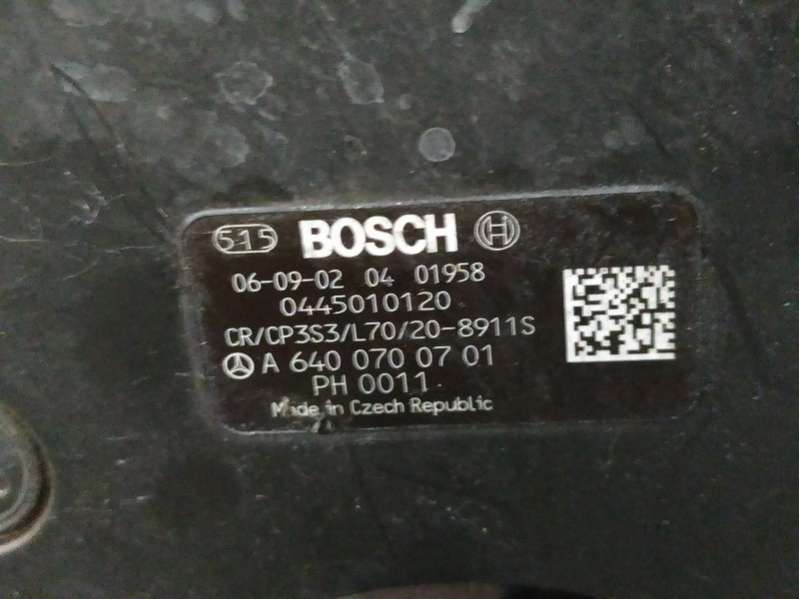 515 BOSCH
06-09-02 04 01958
0445010120
CR/CP3S3/L70/20-8911S
A 640 070 07 01
PH 0011
Made in Czech Republic